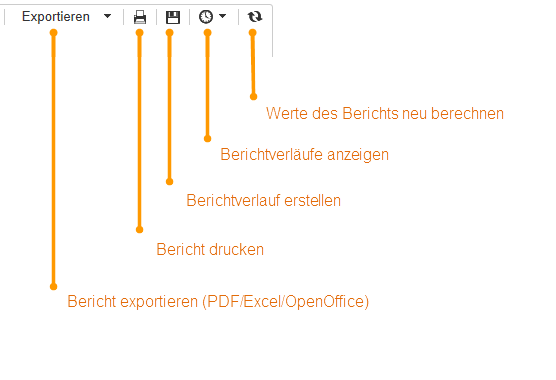 Exportieren
Werte des Berichts neu berechnen
Berichtverläufe anzeigen
Berichtverlauf erstellen
Bericht drucken
Bericht exportieren (PDF/Excel/OpenOffice)